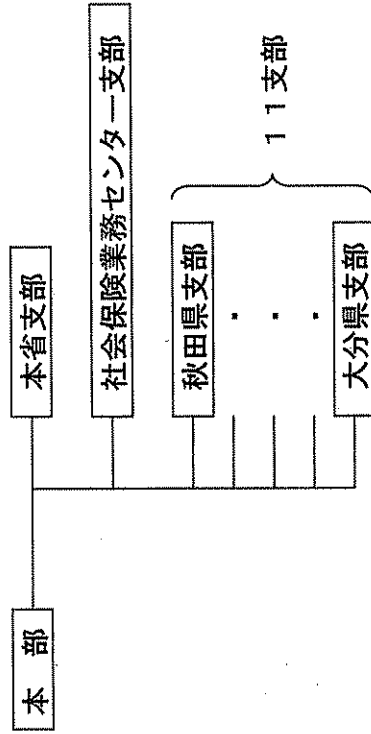 本　部
本省支部
社会保険業務センター支部
秋田県支部
・
・
・
大分県支部
１１支部